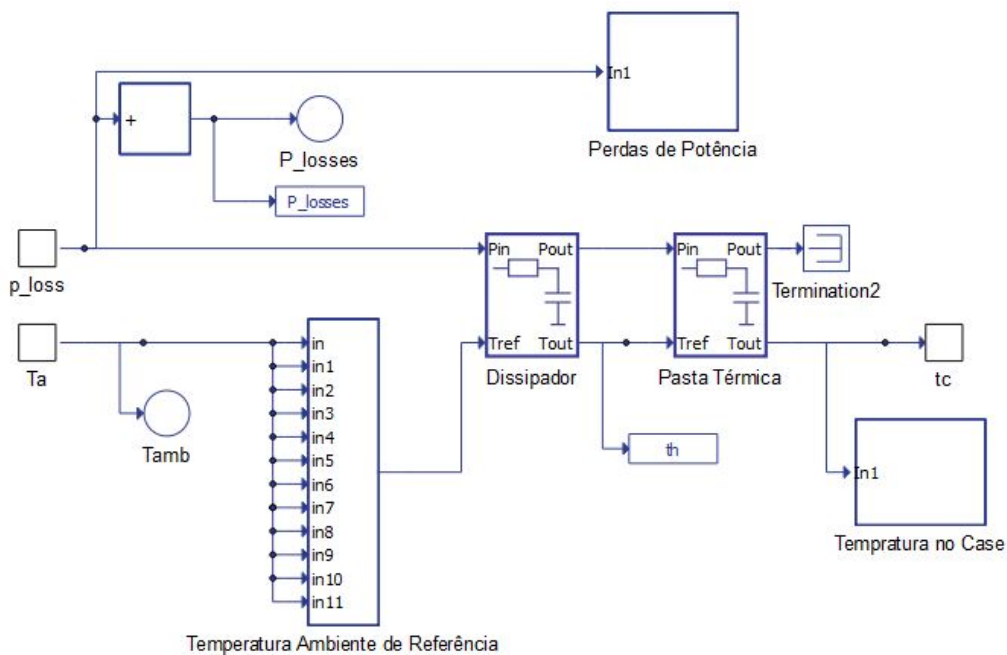 In1
Perdas de Potência
+
P_losses
P_losses
p_loss
Pin Pout
Tref Tout
Dissipador
Pin Pout
Tref Tout
Pasta Térmica
Termination2
Ta
Tamb
in
in1
in2
in3
in4
in5
in6
in7
in8
in9
in10
in11
Temperatura Ambiente de Referência
th
tc
In1
Tempratura no Case